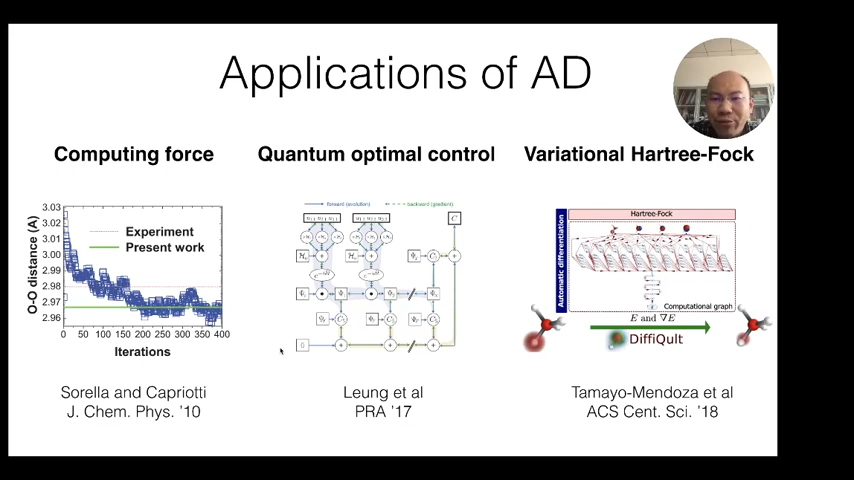 Applications of AD
Computing force
Quantum optimal control
Variational Hartree-Fock
O-O distance (A)
3.03
3.02
3.01
3.00
2.99
2.98
2.97
2.96
Experiment
Present work
0 50 100 150 200 250 300 350 400
Iterations
forward (evolution)
backward (gradient)
C
Automatic differentiation
Hartree-Fock
Computational graph
E and ∇E
DiffiQult
Sorella and Capriotti
J. Chem. Phys. '10
Leung et al
PRA '17
Tamayo-Mendoza et al
ACS Cent. Sci. '18